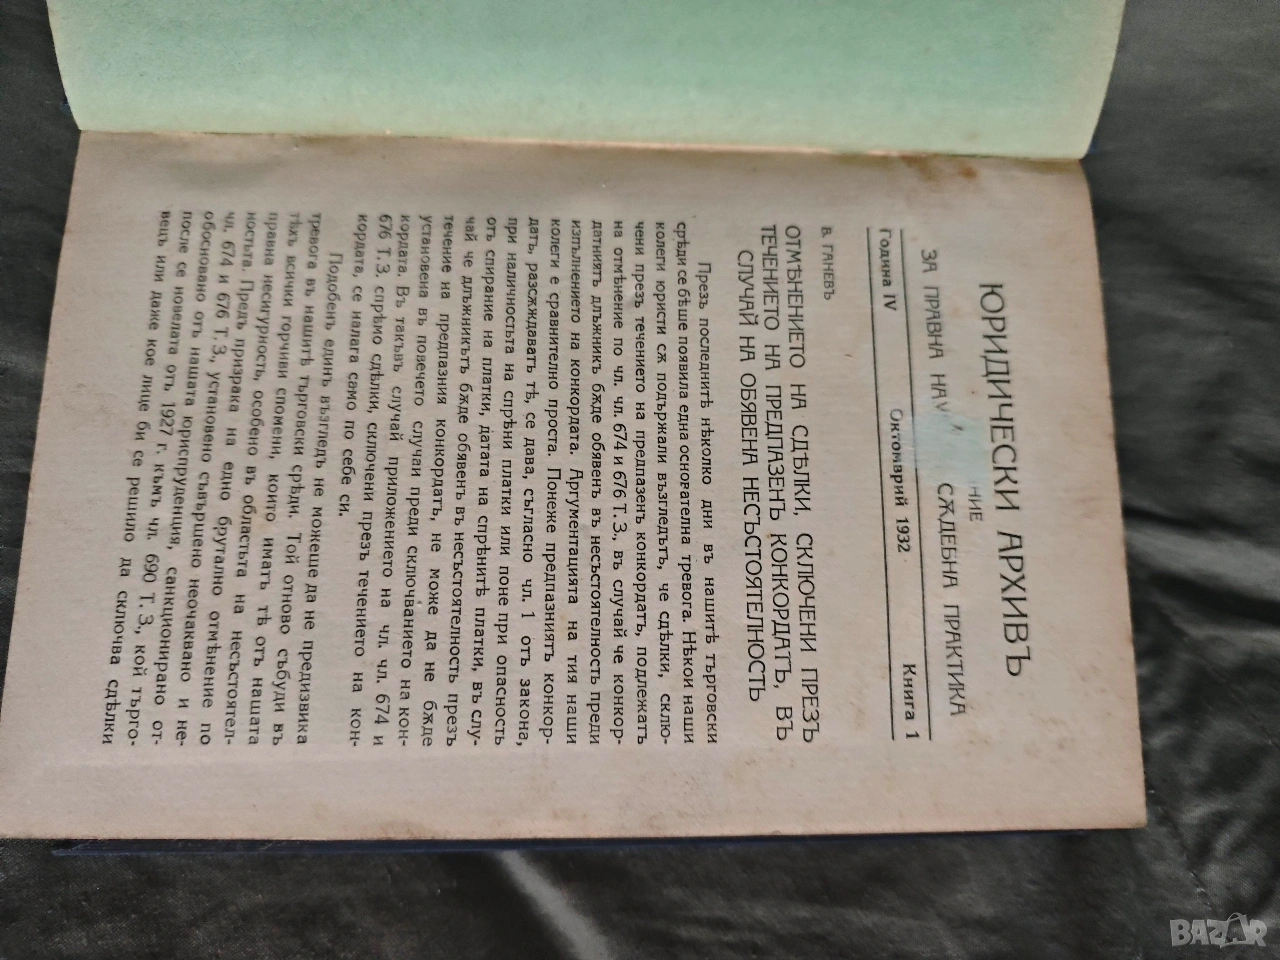 ЮРИДИЧЕСКИ АРХИВЪ
ЗА ПРАВНА НАУ НИЕ СѪДЕБНА ПРАКТИКА
Година IV Октомврий 1932 Книга 1
В. ГАНЕВЪ
ОТМѢНЕНИЕТО НА СДѢЛКИ, СКЛЮЧЕНИ ПРЕЗЪ
ТЕЧЕНИЕТО НА ПРЕДПАЗЕНЪ КОНКОРДАТЪ, ВЪ
СЛУЧАЙ НА ОБЯВЕНА НЕСЪСТОЯТЕЛНОСТЬ
Презъ последнитѣ нѣколко дни въ нашитѣ търговски
срѣди се бѣше появила една основрателна тревога. Нѣкои наши
колеги юристи сѫ подържали възгледътъ, че сдѣлки, склю-
чени презъ течението на предпазенъ конкордатъ, подлежатъ
на отмѣнение по чл. чл. 674 и 676 Т. З., въ случай че конкор-
датниятъ длъжникъ бѫде обявенъ въ несъстоятелность преди
изпълнението на конкордата. Аргументацията на тия наши
колеги е сравнително проста. Понеже предпазниятъ конкор-
датъ, разсѫждаватъ тѣ, се дава, съгласно чл. 1 отъ закона,
при наличностьта на спрѣни платки или поне при опасность
отъ спирание на платки, датата на спрѣнитѣ платки, въ слу-
чай че длъжникътъ бѫде обявенъ въ несъстоятелность презъ
течение на предпазния конкордатъ, не може да не бѫде
установена въ повечето случаи преди сключванието на кон-
кордата. Въ такъвъ случай приложението на чл. чл. 674 и
676 Т. З. спрѣмо сдѣлки, сключени презъ течението на кон-
кордата, се налага само по себе си.
Подобенъ единъ възгледъ не можеше да не предизвика
тревога въ нашитѣ търговски срѣди. Той отново събуди въ
тѣхъ всички горчиви спомени, които иматъ тѣ отъ нашата
правна несигурность, особено въ областьта на несъстоятел-
ностьта. Предъ призрака на едно брутално отмѣнение по
чл. 674 и 676 Т. З., установено съвършено неочаквано и не-
обосновано отъ нашата юриспруденция, санкционирано от-
после се новелата отъ 1927 г. къмъ чл. 690 Т. З., кой търго-
вецъ или даже кое лице би се решило да сключва сдѣлки
BAZAR